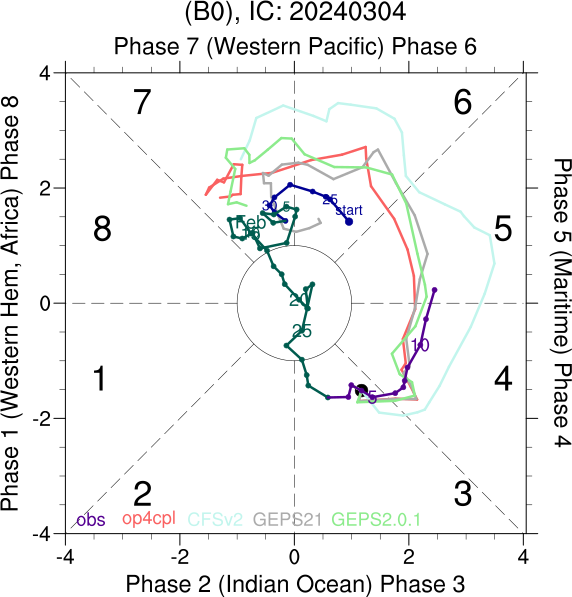 (B0), IC: 20240304
Phase 7 (Western Pacific) Phase 6
Phase 1 (Western Hem, Africa) Phase 8
Phase 5 (Maritime) Phase 4
4
2
0
-2
-4
7
6
8
5
1
4
2
3
25
start
30
5
Feb
20
25
10
5
obs op4cpl CFSv2 GEPS21 GEPS2.0.1
-4 -2 0 2 4
Phase 2 (Indian Ocean) Phase 3